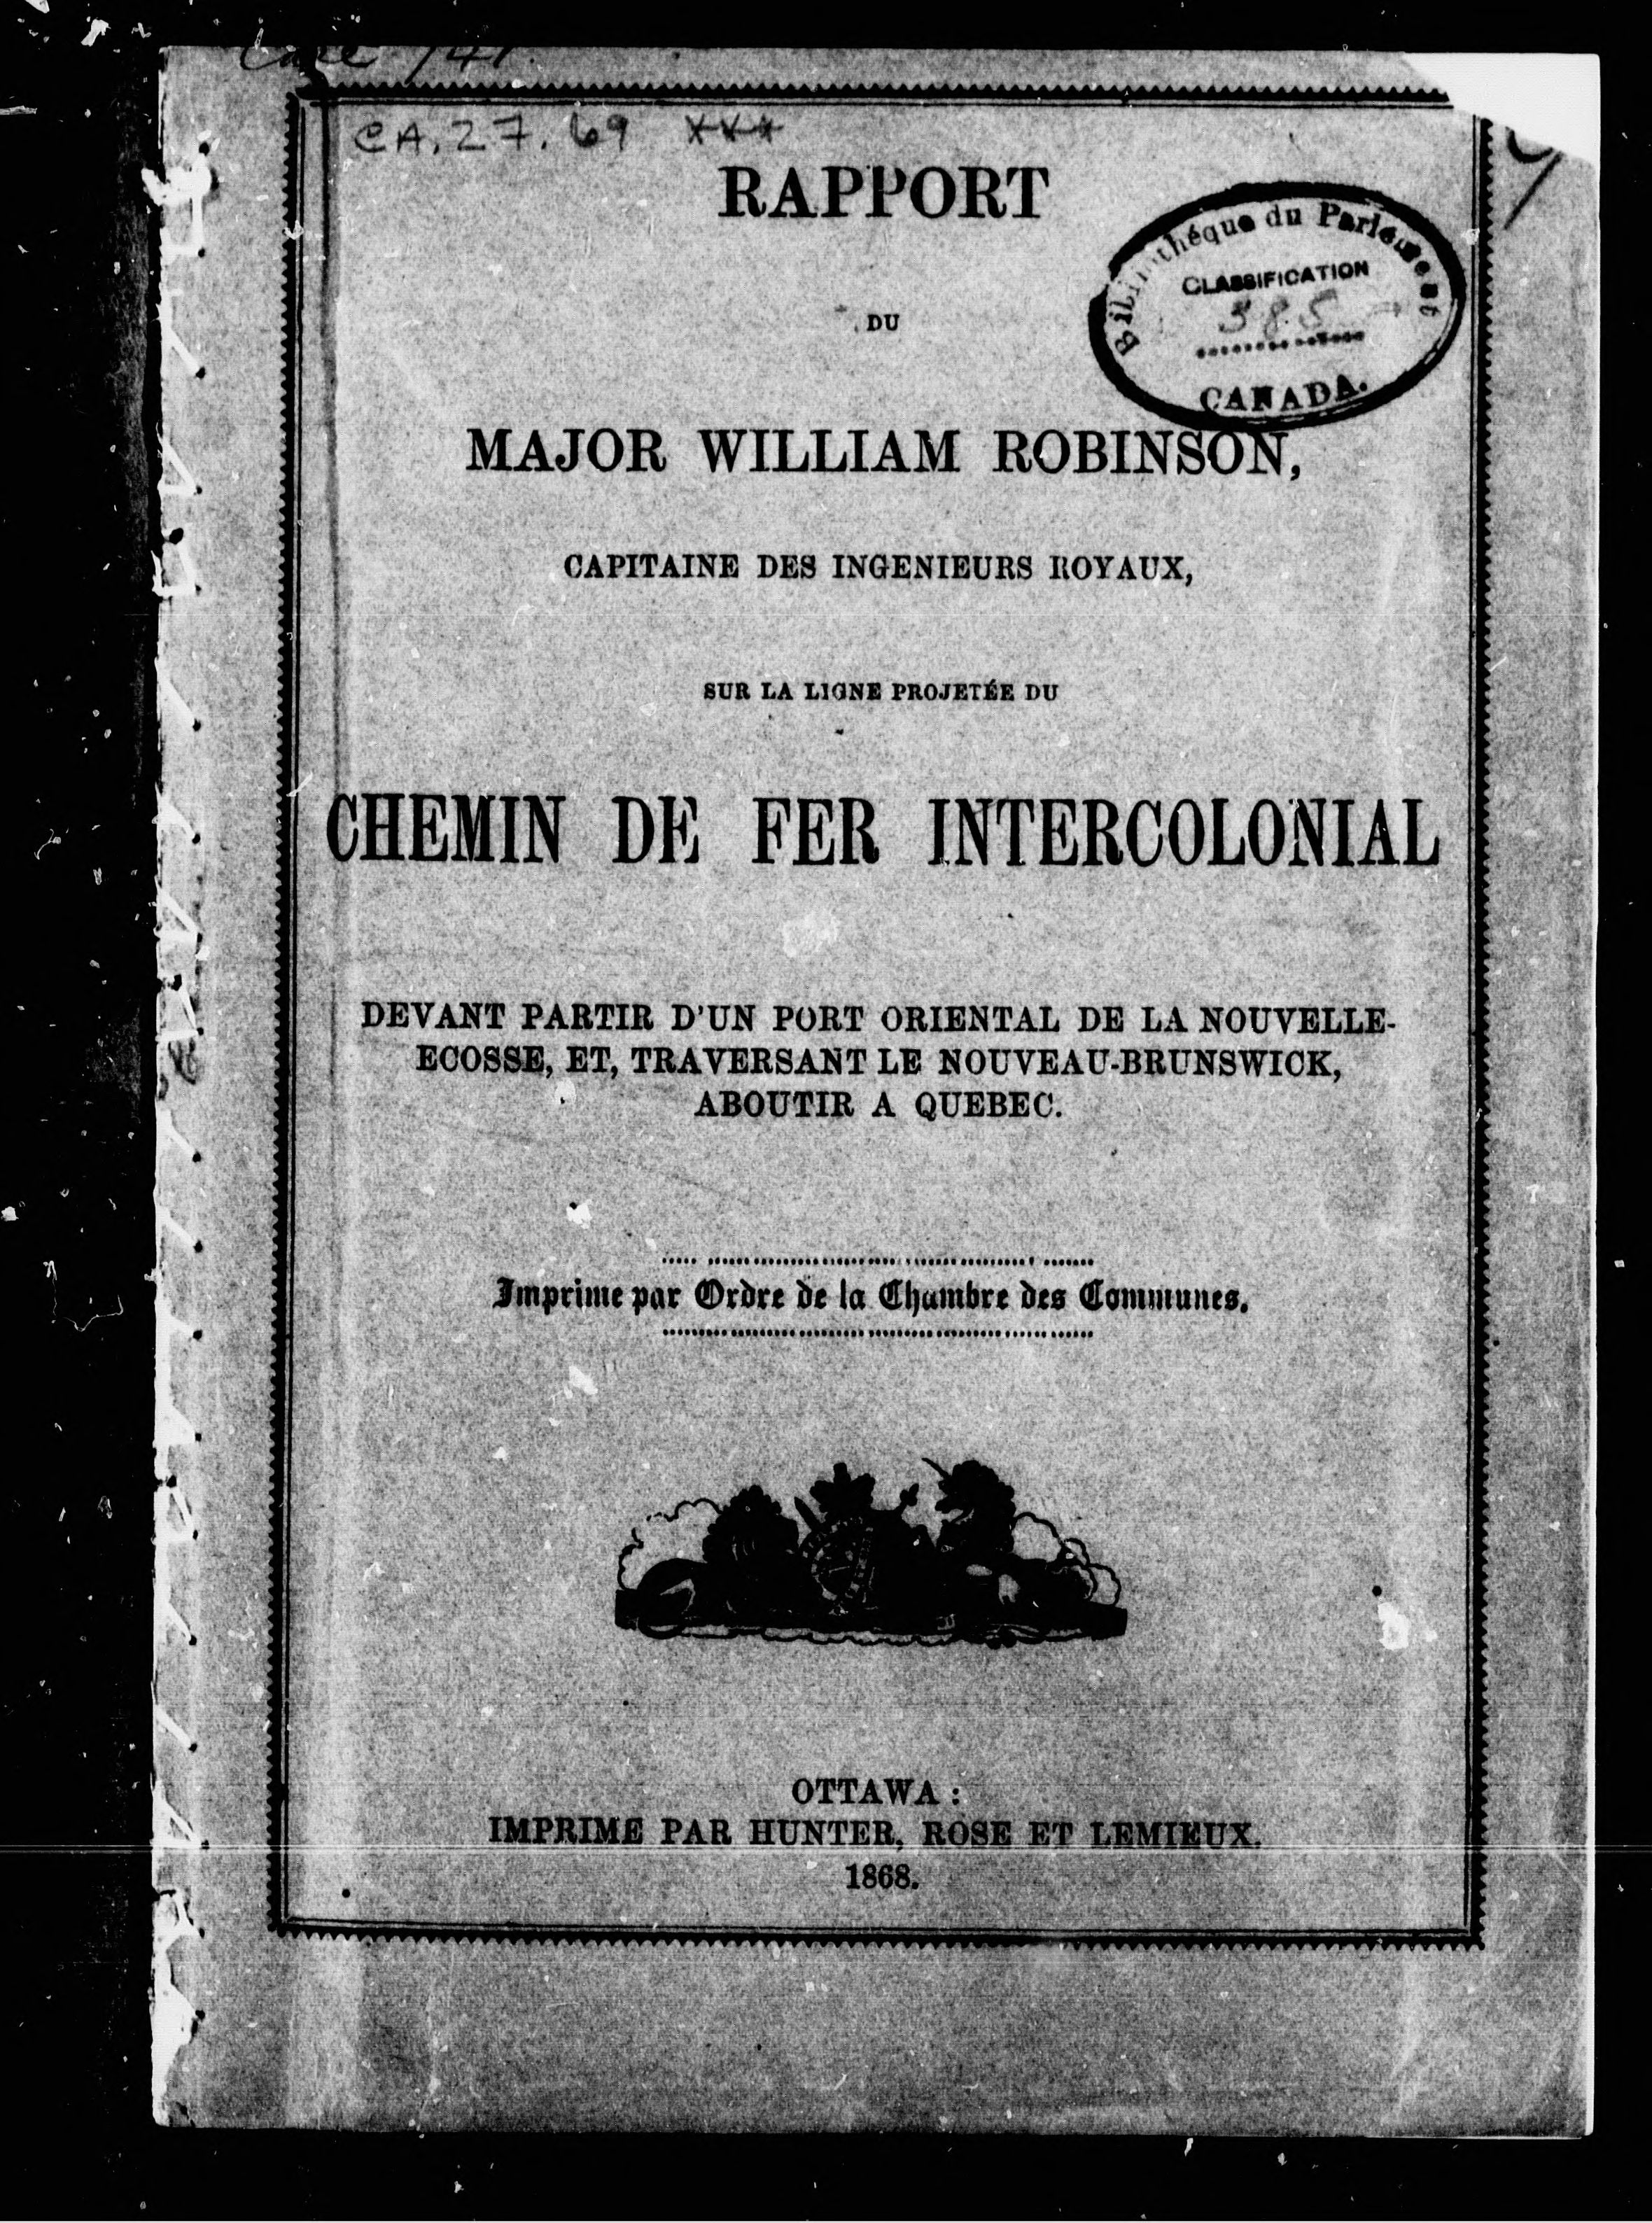 CA.27.69 xxx
RAPPORT
Bibliothéque du Parlement
CLASSIFICATION
385
CANADA.
DU
MAJOR WILLIAM ROBINSON,
CAPITAINE DES INGENIEURS ROYAUX,
SUR LA LIGNE PROJETÉE DU
CHEMIN DE FER INTERCOLONIAL
DEVANT PARTIR D'UN PORT ORIENTAL DE LA NOUVELLE-
ECOSSE, ET, TRAVERSANT LE NOUVEAU-BRUNSWICK,
ABOUTIR A QUEBEC.
Imprime par Ordre de la Chambre des Communes.
OTTAWA :
IMPRIME PAR HUNTER, ROSE ET LEMIEUX.
1868.